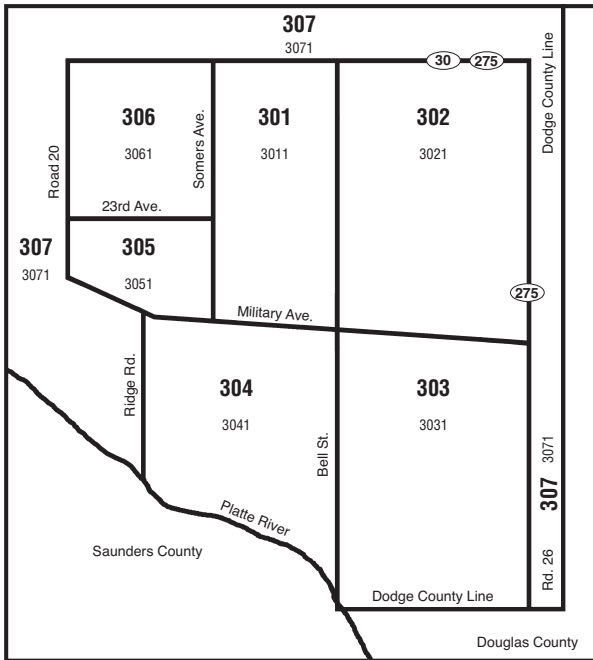 307
3071
30
275
Dodge County Line
306
3061
Somers Ave.
301
3011
302
3021
Road 20
23rd Ave.
307
3071
305
3051
275
Military Ave.
Ridge Rd.
304
3041
Bell St.
303
3031
3071
307
Rd. 26
Platte River
Saunders County
Dodge County Line
Douglas County